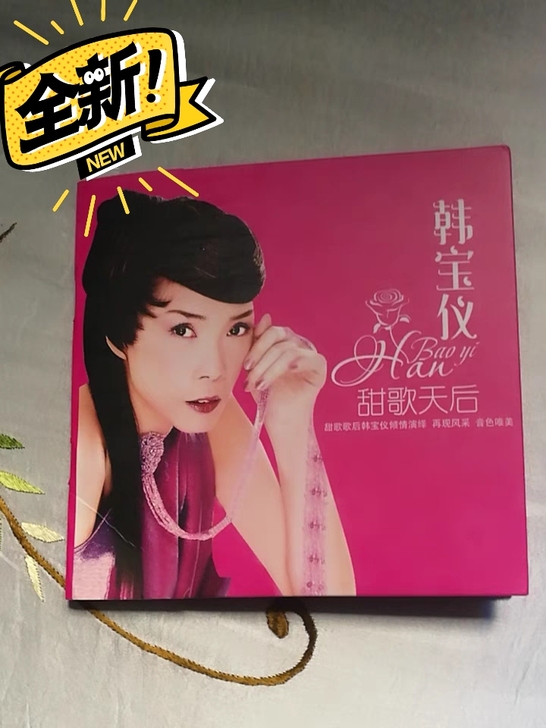 全新!
NEW
韩宝仪
Bao yi
Han
甜歌天后
甜歌歌后韩宝仪倾情演绎 再现风采 音色唯美